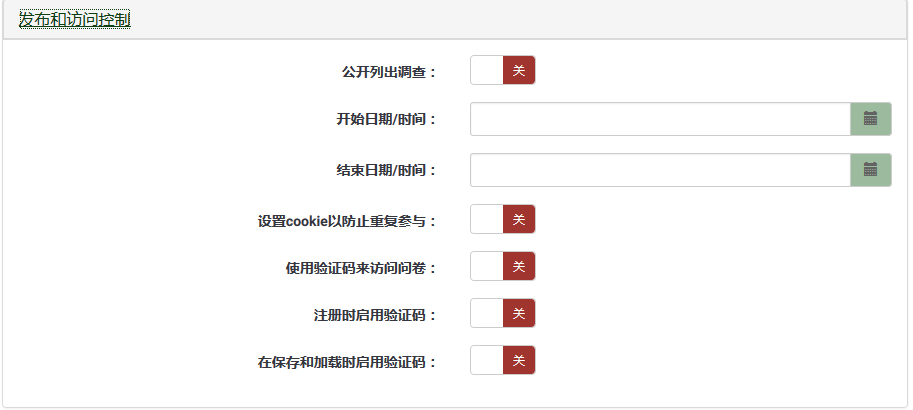 发布和访问控制
公开列出调查： 关
开始日期/时间：
结束日期/时间：
设置cookie以防止重复参与： 关
使用验证码来访问问卷： 关
注册时启用验证码： 关
在保存和加载时启用验证码： 关